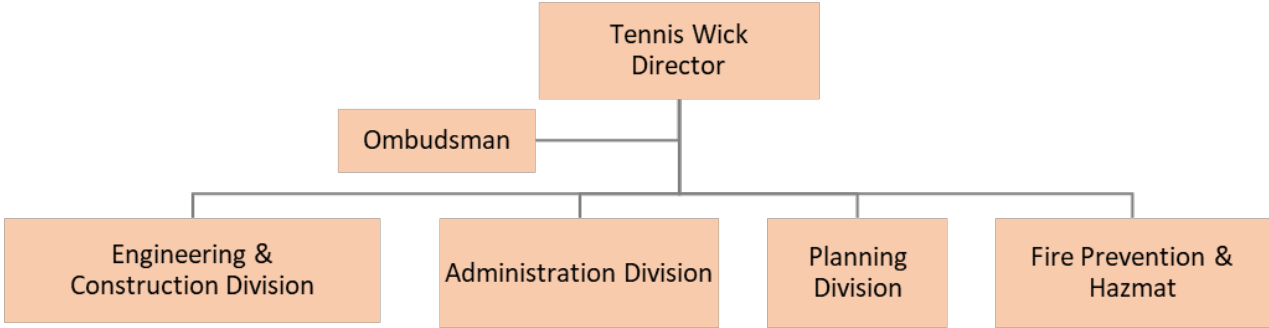 Tennis Wick
Director
Ombudsman
Engineering &
Construction Division
Administration Division
Planning
Division
Fire Prevention &
Hazmat